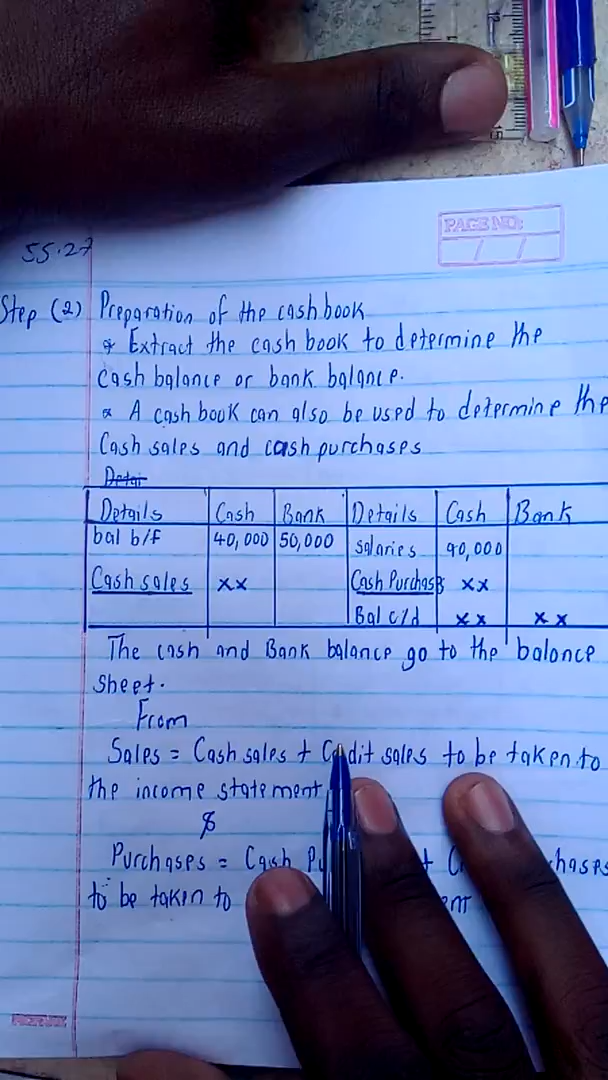 PAGE NO:
/ /
55.27
Step (2) Preparation of the cash book
* Extract the cash book to determine the
cash balance or bank balance.
* A cash book can also be used to determine the
Cash sales and cash purchases
Detai
Details Cash Bank Details Cash Bank
bal b/f 40,000 50,000 salaries 90,000
Cash sales xx Cash Purchases xx
Bal c/d xx xx
The cash and Bank balance go to the balance
sheet.
From
Sales = Cash sales + Credit sales to be taken to
the income statement
$
Purchases = Cash
to be taken to